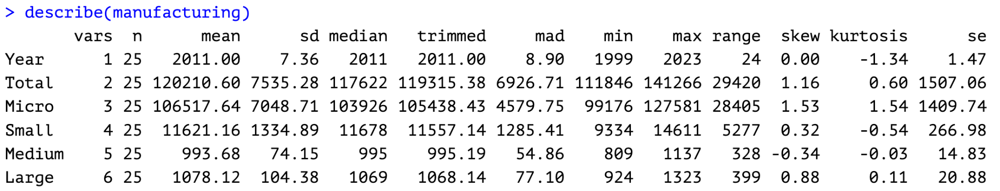 > describe(manufacturing)
vars n mean sd median trimmed mad min max range skew kurtosis se
Year 1 25 2011.00 7.36 2011 2011.00 8.90 1999 2023 24 0.00 -1.34 1.47
Total 2 25 120210.60 7535.28 117622 119315.38 6926.71 111846 141266 29420 1.16 0.60 1507.06
Micro 3 25 106517.64 7048.71 103926 105438.43 4579.75 99176 127581 28405 1.53 1.54 1409.74
Small 4 25 11621.16 1334.89 11678 11557.14 1285.41 9334 14611 5277 0.32 -0.54 266.98
Medium 5 25 993.68 74.15 995 995.19 54.86 809 1137 328 -0.34 -0.03 14.83
Large 6 25 1078.12 104.38 1069 1068.14 77.10 924 1323 399 0.88 0.11 20.88